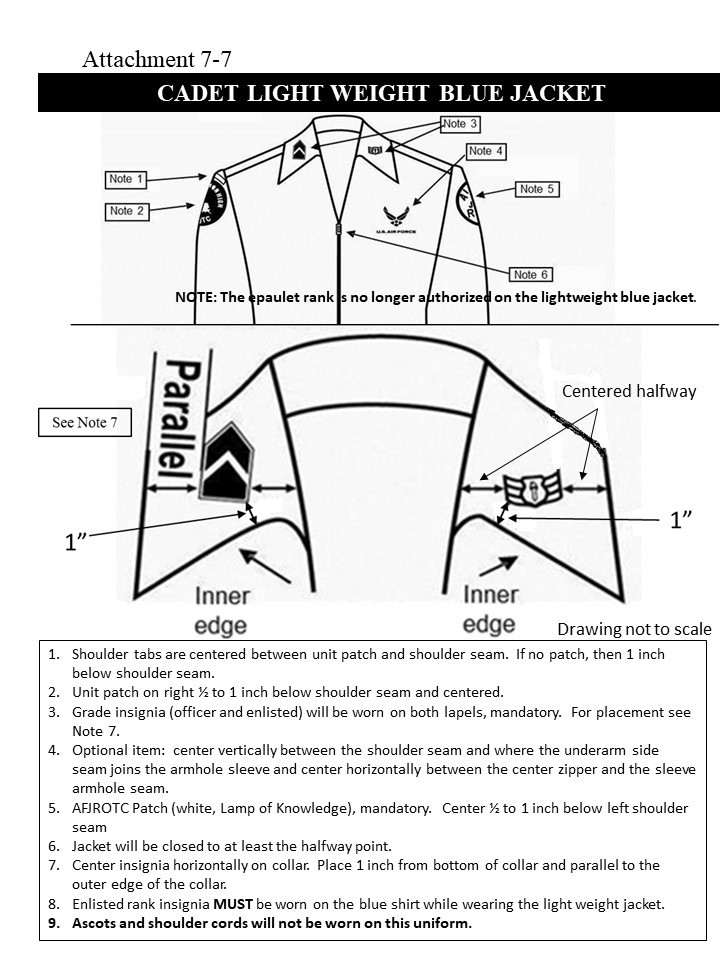 Attachment 7-7
CADET LIGHT WEIGHT BLUE JACKET
Note 3
Note 4
Note 1
Note 5
Note 2
U.S. AIR FORCE
Note 6
NOTE: The epaulet rank is no longer authorized on the lightweight blue jacket.
Parallel
Centered halfway
See Note 7
1”
1”
Inner
edge
Inner
edge
Drawing not to scale
1. Shoulder tabs are centered between unit patch and shoulder seam. If no patch, then 1 inch
below shoulder seam.
2. Unit patch on right ½ to 1 inch below shoulder seam and centered.
3. Grade insignia (officer and enlisted) will be worn on both lapels, mandatory. For placement see
Note 7.
4. Optional item: center vertically between the shoulder seam and where the underarm side
seam joins the armhole sleeve and center horizontally between the center zipper and the sleeve
armhole seam.
5. AFJROTC Patch (white, Lamp of Knowledge), mandatory. Center ½ to 1 inch below left shoulder
seam
6. Jacket will be closed to at least the halfway point.
7. Center insignia horizontally on collar. Place 1 inch from bottom of collar and parallel to the
outer edge of the collar.
8. Enlisted rank insignia MUST be worn on the blue shirt while wearing the light weight jacket.
9. Ascots and shoulder cords will not be worn on this uniform.